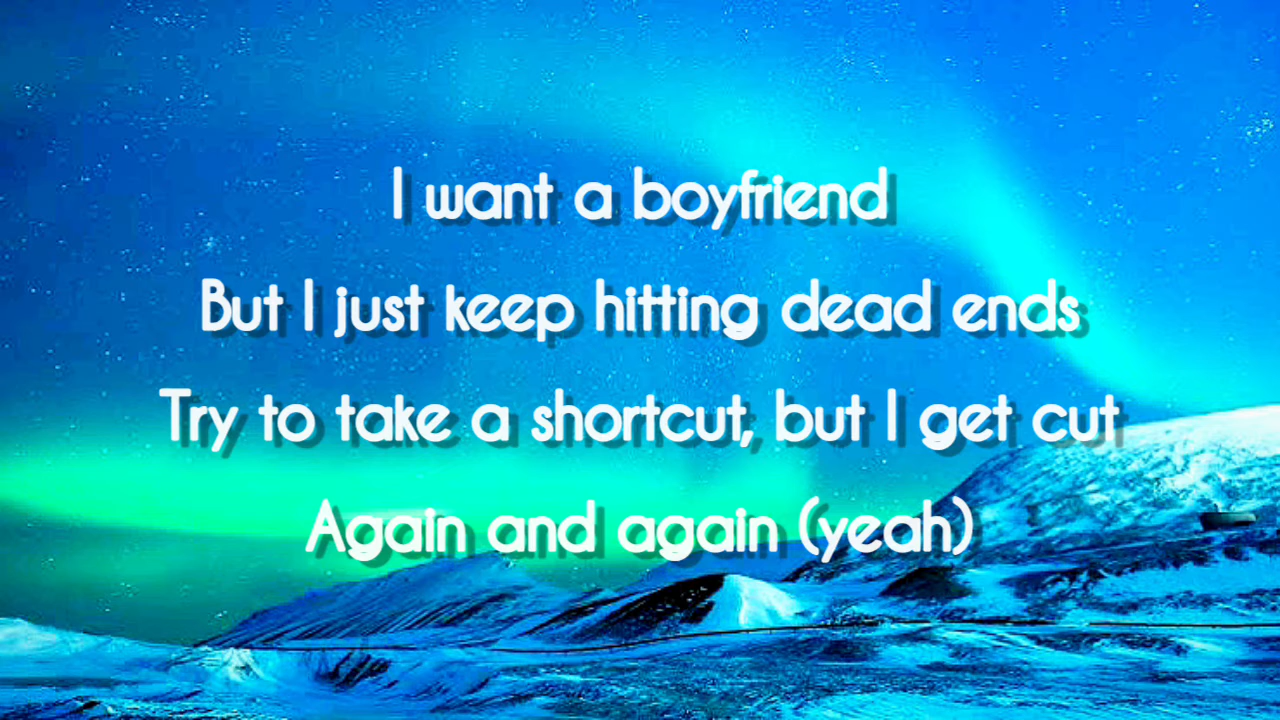 I want a boyfriend
But I just keep hitting dead ends
Try to take a shortcut, but I get cut
Again and again (yeah)